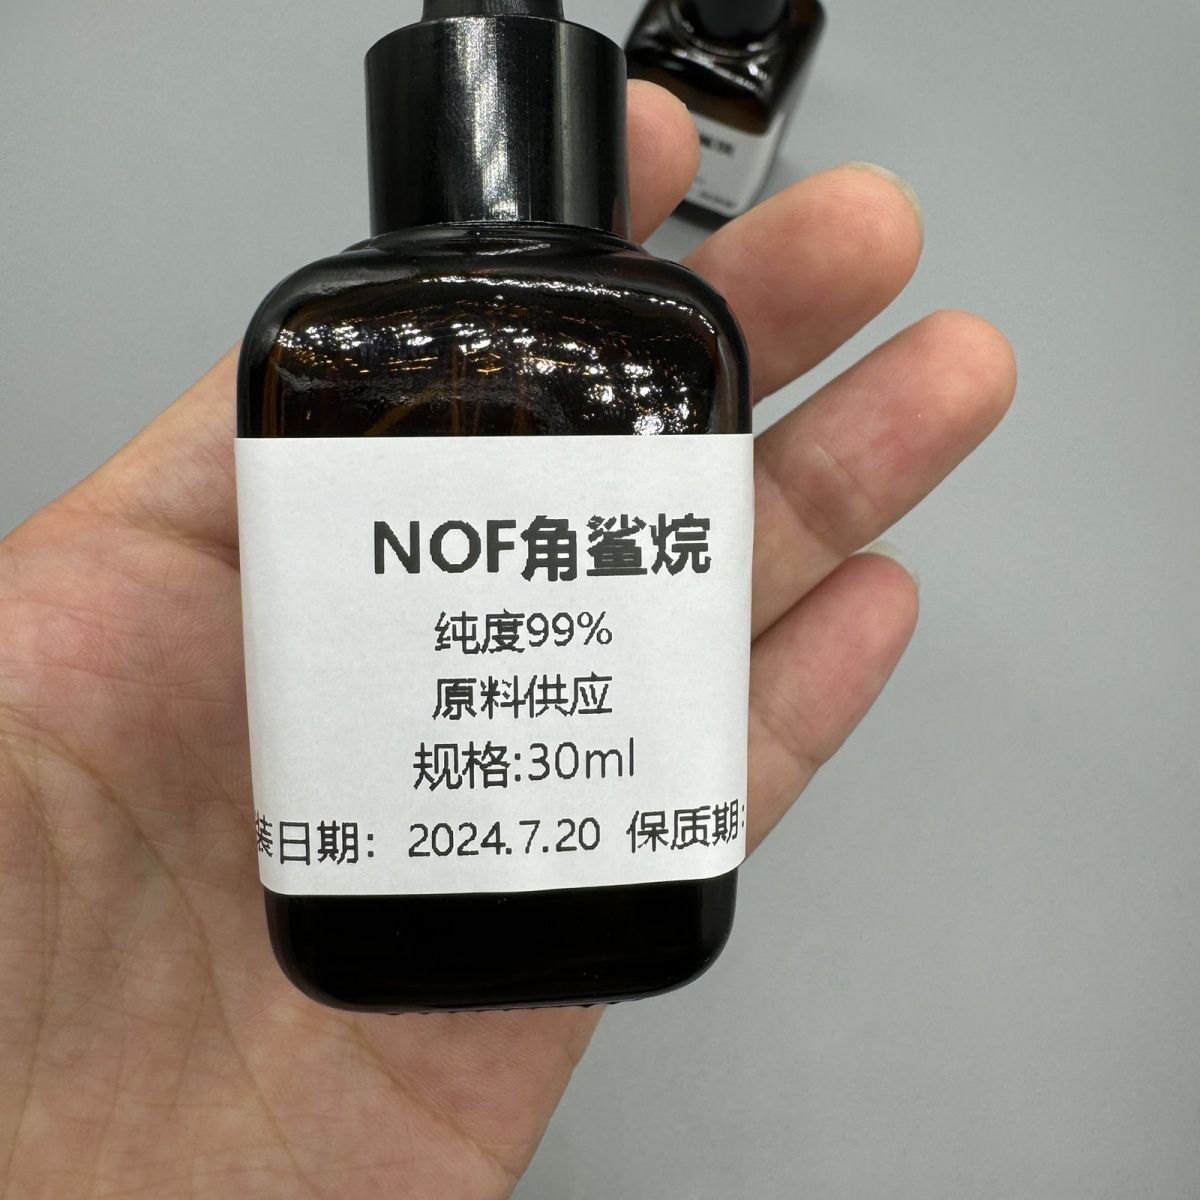 NOF角鲨烷
纯度99%
原料供应
规格:30ml
装日期: 2024.7.20 保质期: